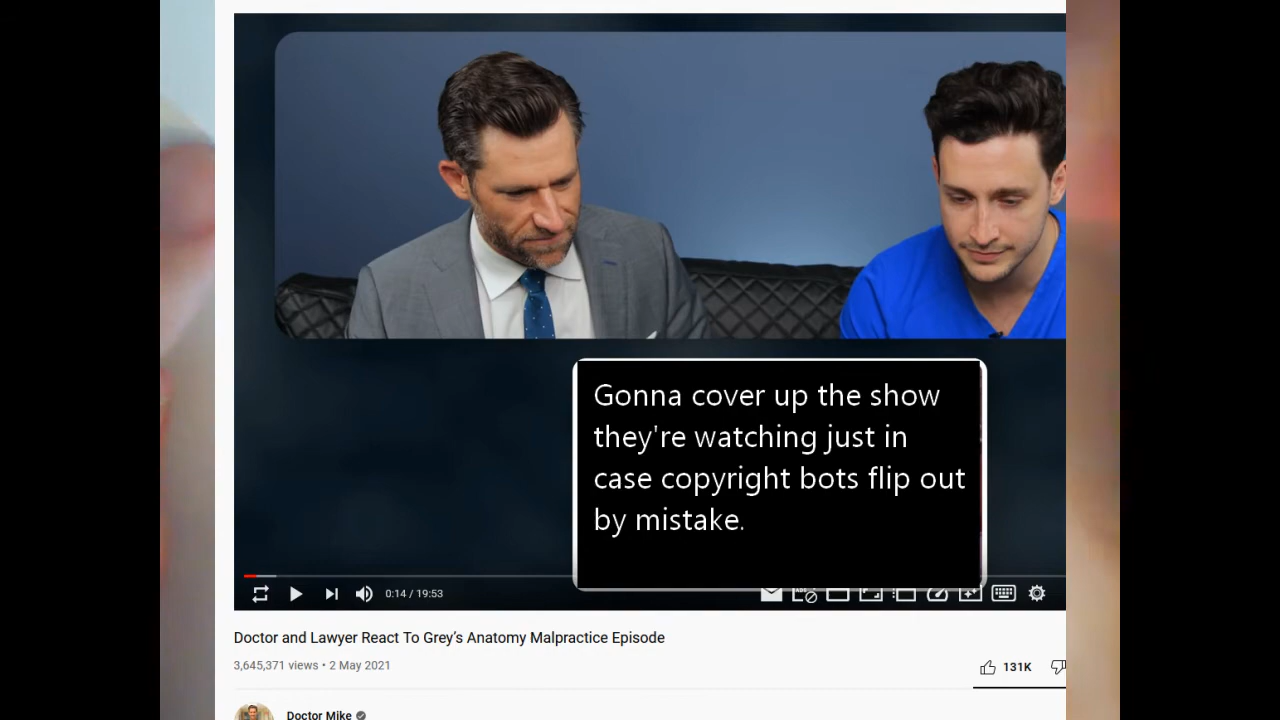 Gonna cover up the show
they're watching just in
case copyright bots flip out
by mistake.
0:14 / 19:53
Doctor and Lawyer React To Grey’s Anatomy Malpractice Episode
3,645,371 views • 2 May 2021
131K
Doctor Mike